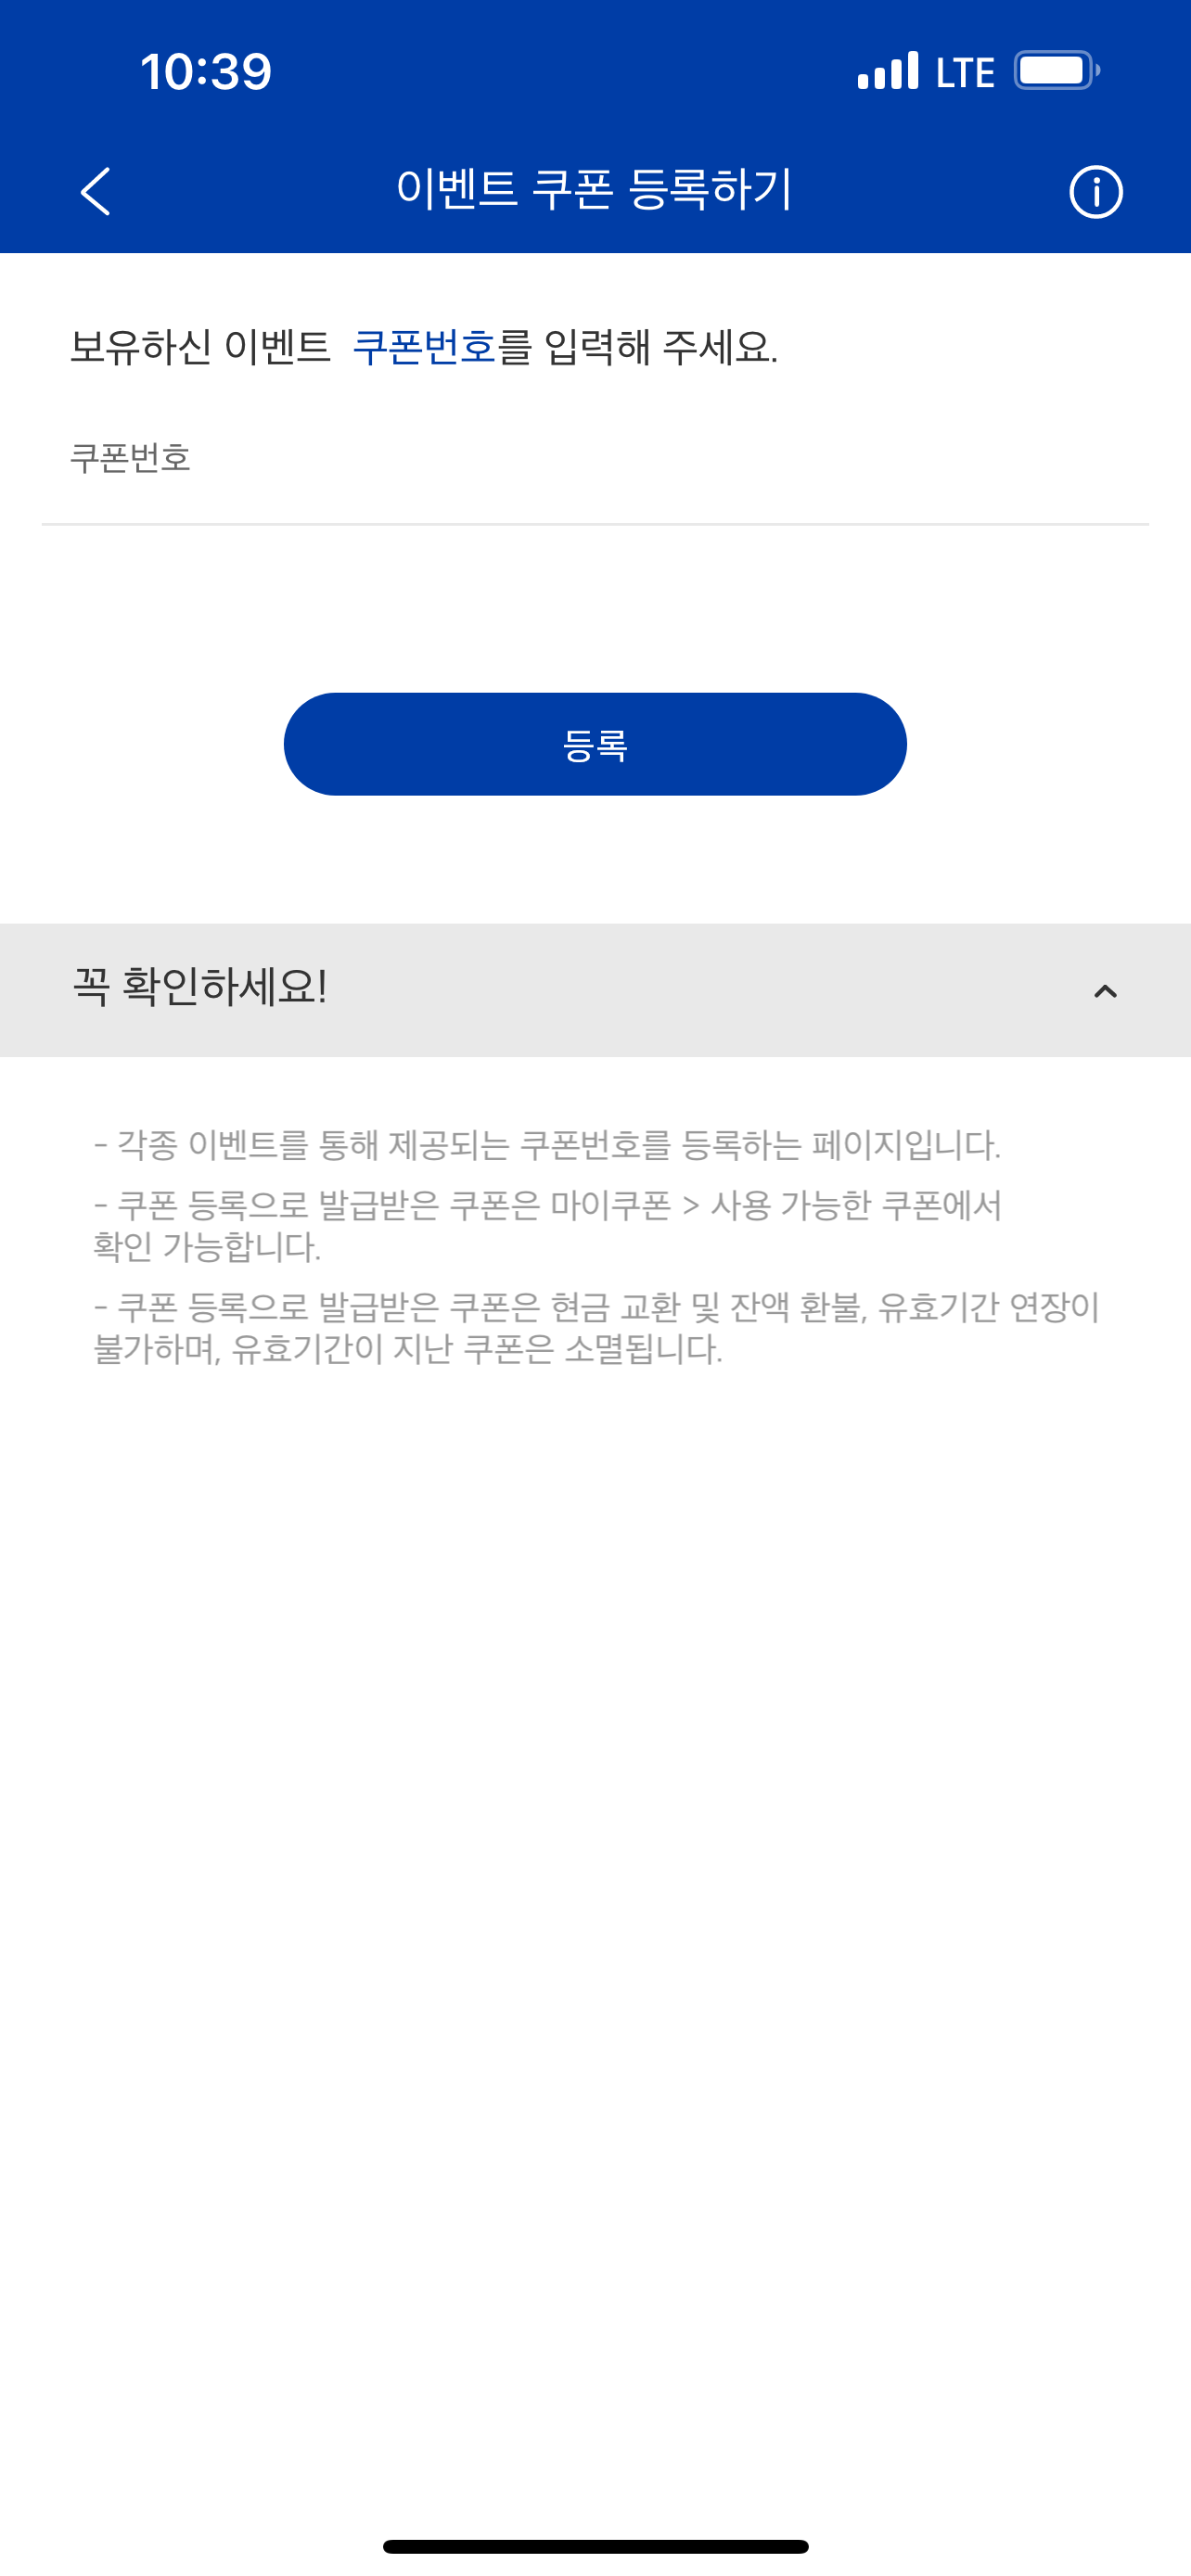 10:39 LTE
이벤트 쿠폰 등록하기
보유하신 이벤트 쿠폰번호를 입력해 주세요.
쿠폰번호
등록
꼭 확인하세요!
- 각종 이벤트를 통해 제공되는 쿠폰번호를 등록하는 페이지입니다.
- 쿠폰 등록으로 발급받은 쿠폰은 마이쿠폰 > 사용 가능한 쿠폰에서
확인 가능합니다.
- 쿠폰 등록으로 발급받은 쿠폰은 현금 교환 및 잔액 환불, 유효기간 연장이
불가하며, 유효기간이 지난 쿠폰은 소멸됩니다.